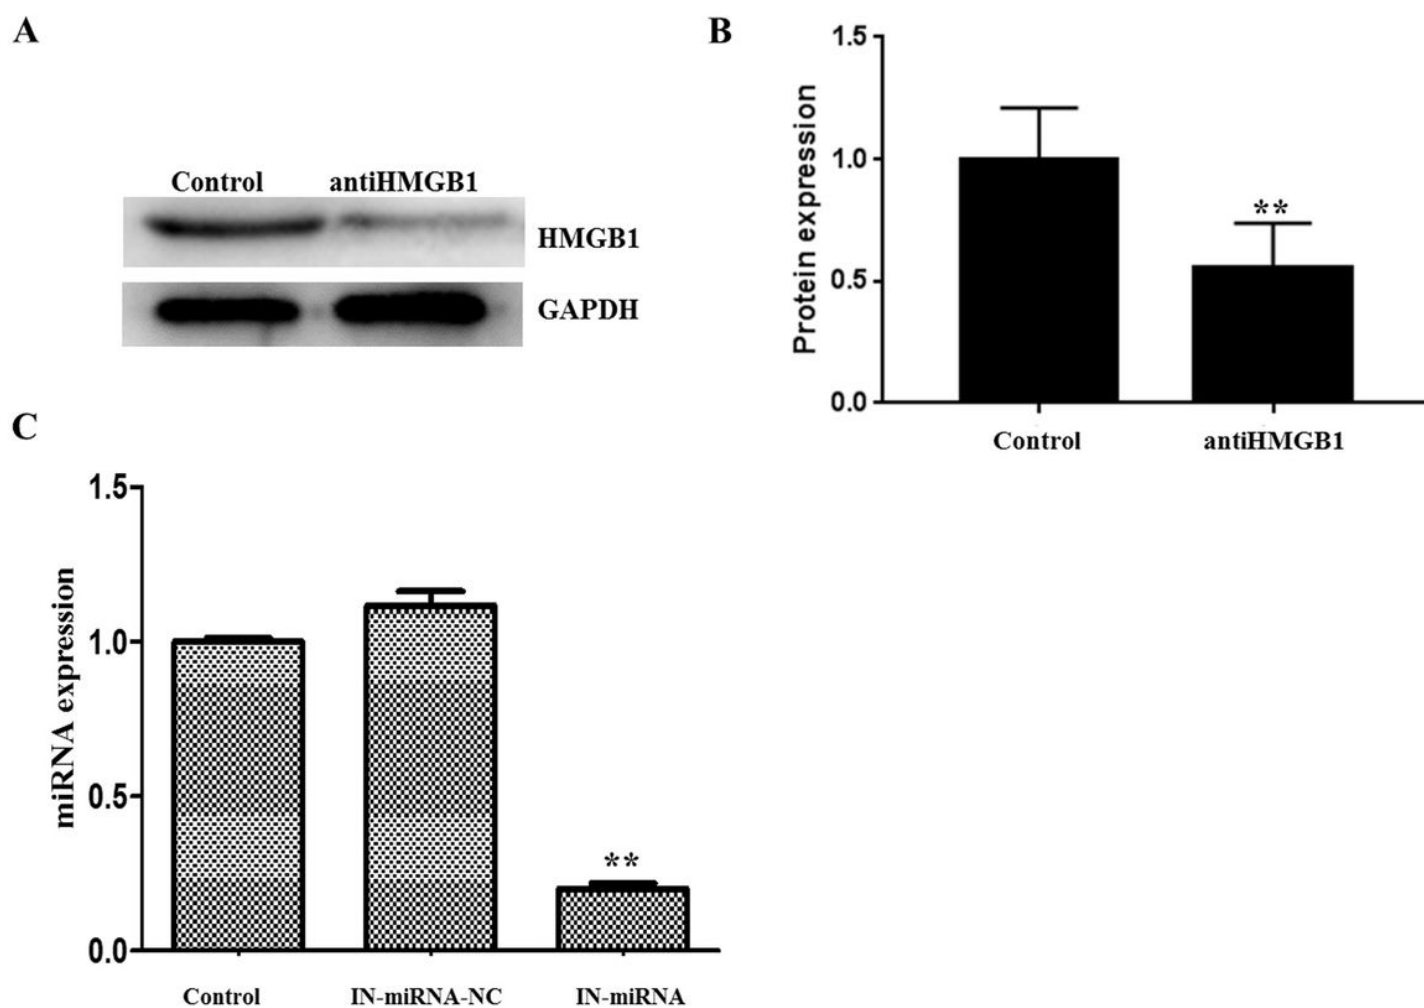 A
Control antiHMGB1
HMGB1
GAPDH
B
1.5
1.0
0.5
0.0
Protein expression
**
Control antiHMGB1
C
1.5
1.0
0.5
0.0
miRNA expression
**
Control IN-miRNA-NC IN-miRNA